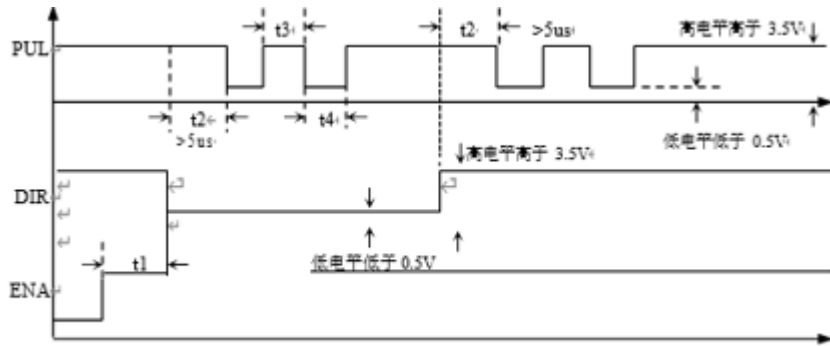 t3
t2
>5us
高电平高于 3.5V
PUL
t2
t4
>5us
低电平低于 0.5V
高电平高于 3.5V
DIR
t1
低电平低于 0.5V
ENA